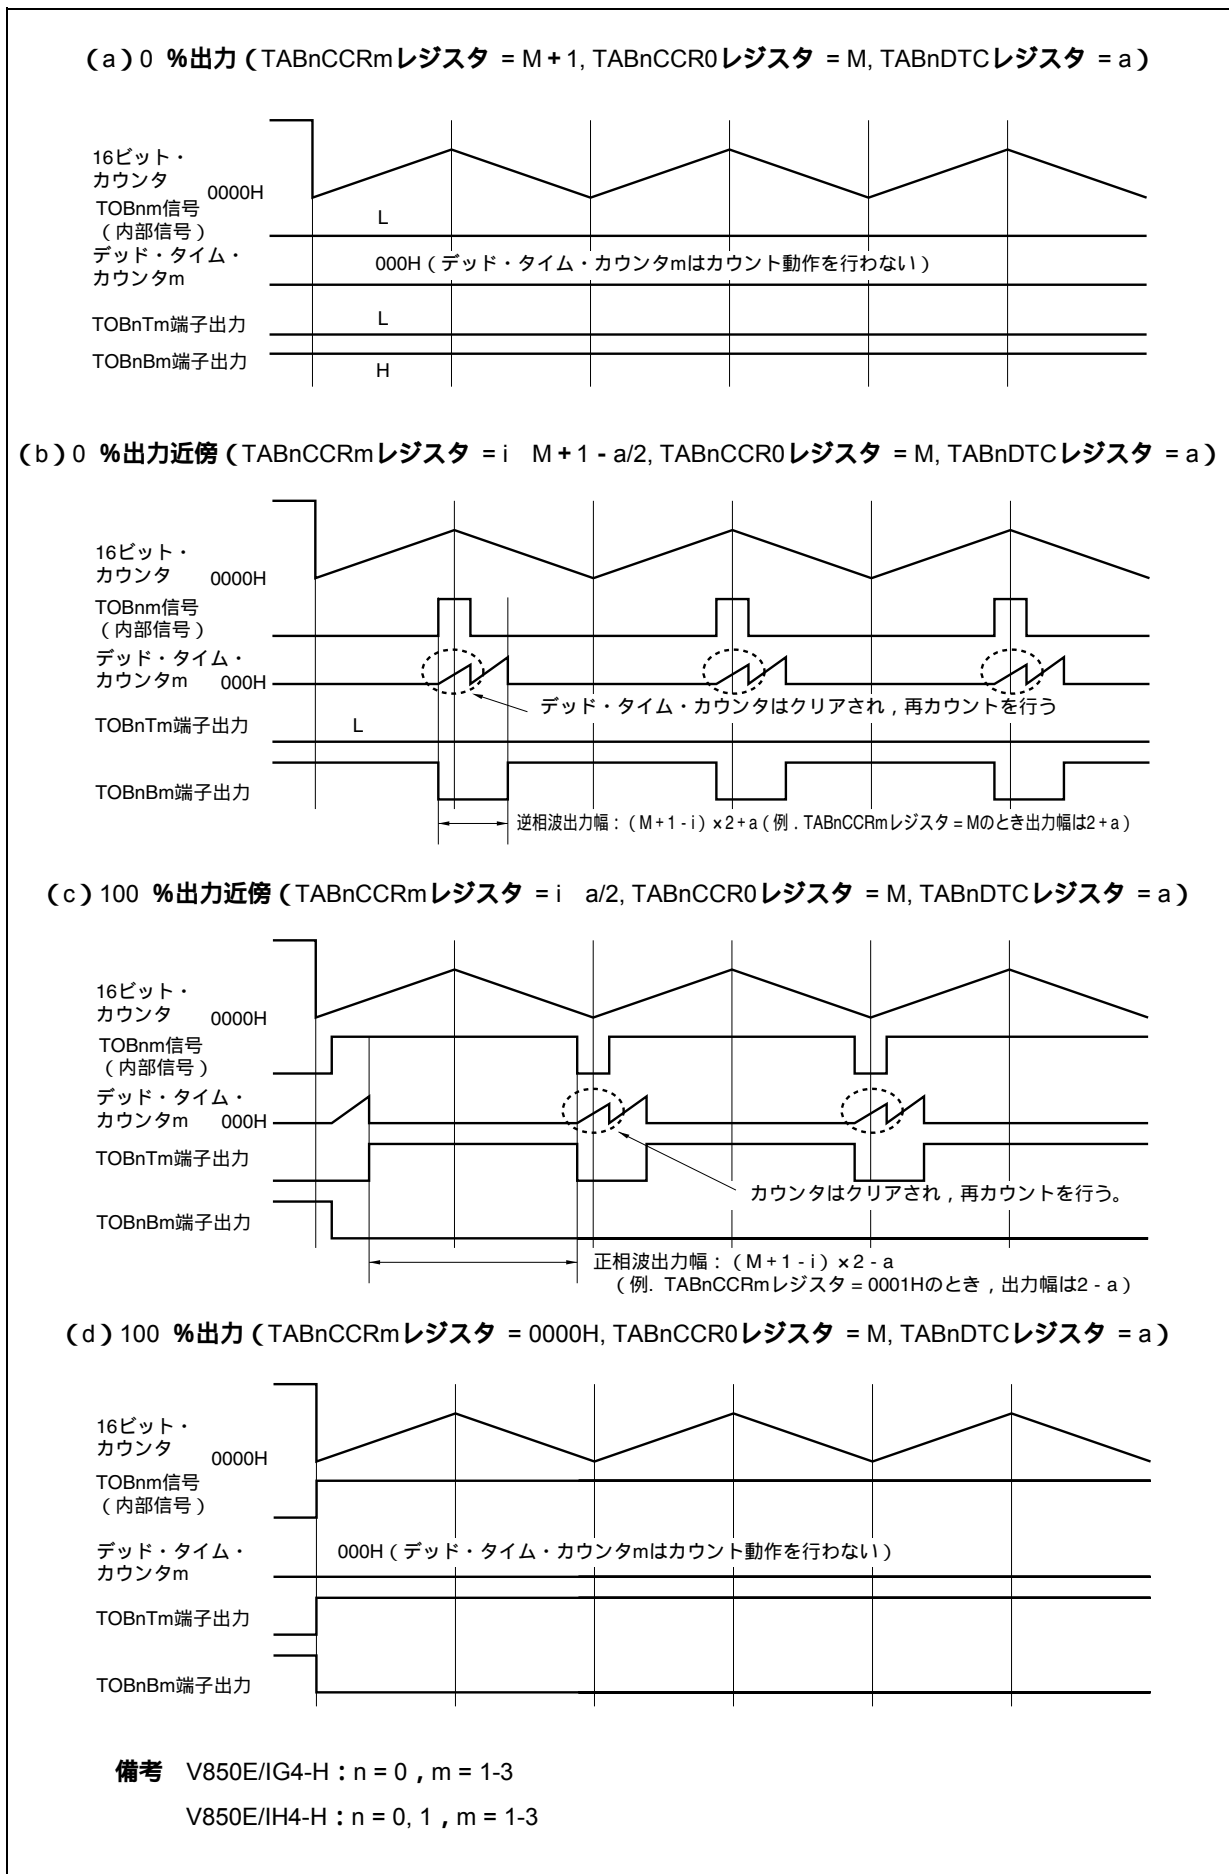 (a) 0 %出力(TABnCCRmレジスタ = M + 1, TABnCCR0レジスタ = M, TABnDTCレジスタ = a)
16ビット・
カウンタ 0000H
TOBnm信号
(内部信号)
L
デッド・タイム・
カウンタm
000H(デッド・タイム・カウンタmはカウント動作を行わない)
TOBnTm端子出力
L
TOBnBm端子出力
H
(b) 0 %出力近傍(TABnCCRmレジスタ = i M + 1 - a/2, TABnCCR0レジスタ = M, TABnDTCレジスタ = a)
16ビット・
カウンタ 0000H
TOBnm信号
(内部信号)
デッド・タイム・
カウンタm 000H
デッド・タイム・カウンタはクリアされ,再カウントを行う
TOBnTm端子出力 L
TOBnBm端子出力
逆相波出力幅:(M + 1 - i)×2 + a(例.TABnCCRmレジスタ = Mのとき出力幅は2 + a)
(c) 100 %出力近傍(TABnCCRmレジスタ = i a/2, TABnCCR0レジスタ = M, TABnDTCレジスタ = a)
16ビット・
カウンタ 0000H
TOBnm信号
(内部信号)
デッド・タイム・
カウンタm 000H
TOBnTm端子出力
カウンタはクリアされ,再カウントを行う。
TOBnBm端子出力
正相波出力幅:(M + 1 - i)×2 - a
(例. TABnCCRmレジスタ = 0001Hのとき,出力幅は2 - a)
(d) 100 %出力(TABnCCRmレジスタ = 0000H, TABnCCR0レジスタ = M, TABnDTCレジスタ = a)
16ビット・
カウンタ 0000H
TOBnm信号
(内部信号)
デッド・タイム・
カウンタm
000H(デッド・タイム・カウンタmはカウント動作を行わない)
TOBnTm端子出力
TOBnBm端子出力
備考 V850E/IG4-H:n = 0,m = 1-3
V850E/IH4-H:n = 0, 1,m = 1-3